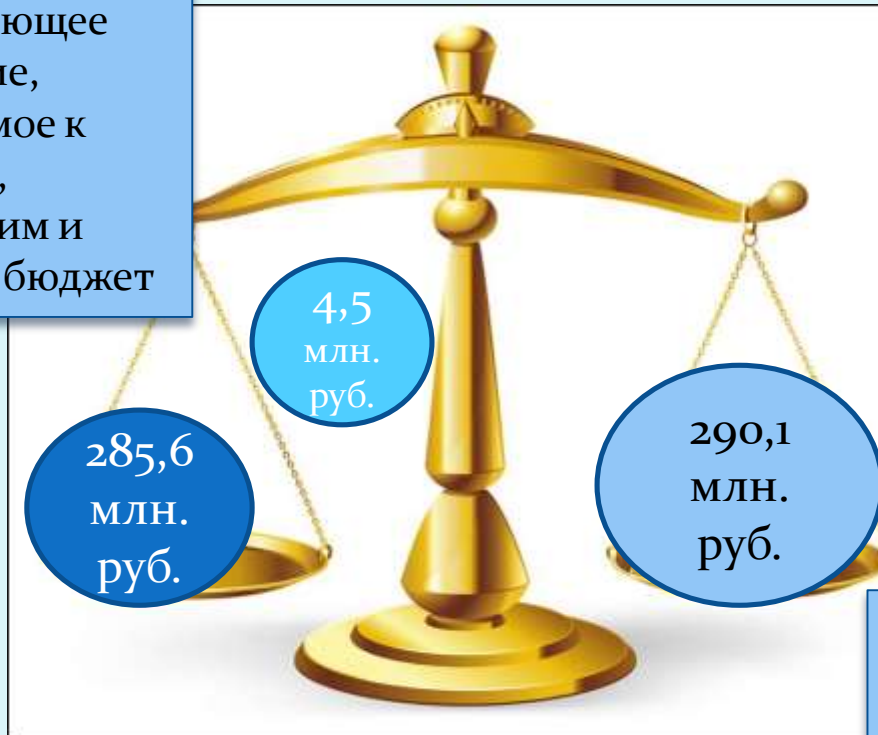 ющее
ие,
мое к
,
им и
бюджет
4,5
млн.
руб.
285,6
млн.
руб.
290,1
млн.
руб.